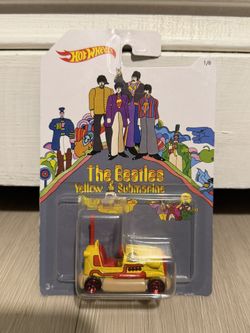 Hot Wheels
1/6
The Beatles
Yellow Submarine
3+